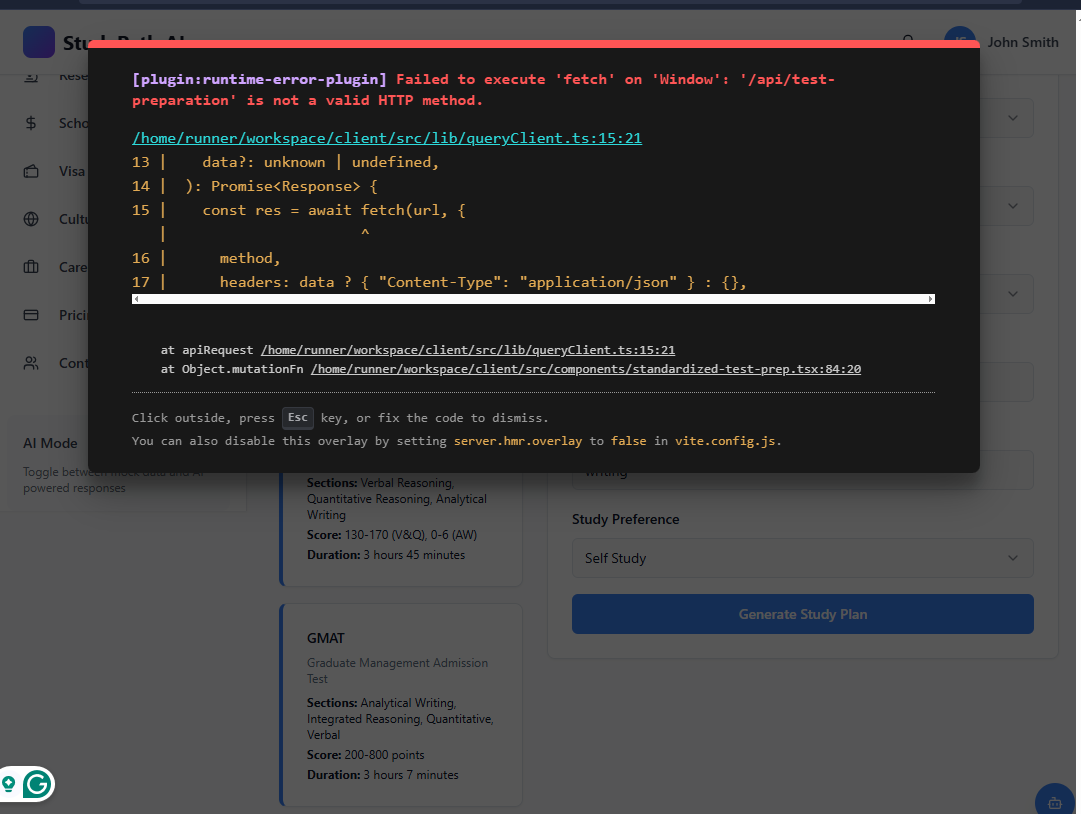 John Smith
[plugin:runtime-error-plugin] Failed to execute 'fetch' on 'Window': '/api/test-
preparation' is not a valid HTTP method.
/home/runner/workspace/client/src/lib/queryClient.ts:15:21
13 |    data?: unknown | undefined,
14 |  ): Promise<Response> {
15 |    const res = await fetch(url, {
|                      ^
16 |      method,
17 |      headers: data ? { "Content-Type": "application/json" } : {},
at apiRequest /home/runner/workspace/client/src/lib/queryClient.ts:15:21
at Object.mutationFn /home/runner/workspace/client/src/components/standardized-test-prep.tsx:84:20
Click outside, press Esc key, or fix the code to dismiss.
You can also disable this overlay by setting server.hmr.overlay to false in vite.config.js.
Rese
Scho
Visa
Cultu
Care
Pricin
Cont
AI Mode
Toggle between mock data and AI
powered responses
Sections: Verbal Reasoning,
Quantitative Reasoning, Analytical
Writing
Score: 130-170 (V&Q), 0-6 (AW)
Duration: 3 hours 45 minutes
GMAT
Graduate Management Admission
Test
Sections: Analytical Writing,
Integrated Reasoning, Quantitative,
Verbal
Score: 200-800 points
Duration: 3 hours 7 minutes
writing
Study Preference
Self Study
Generate Study Plan